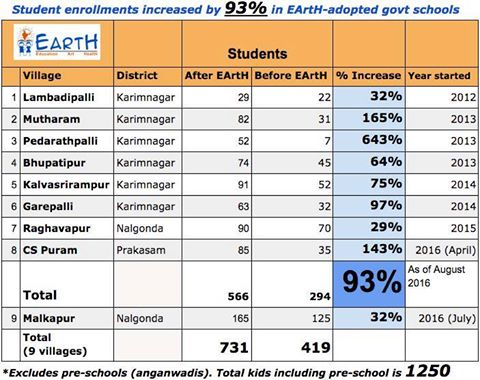 Student enrollments increased by 93% in EArtH-adopted govt schools
EArtH
Education Art Health
Students
Village District After EArtH Before EArtH % Increase Year started
1 Lambadipalli Karimnagar 29 22 32% 2012
2 Mutharam Karimnagar 82 31 165% 2013
3 Pedarathpalli Karimnagar 52 7 643% 2013
4 Bhupatipur Karimnagar 74 45 64% 2013
5 Kalvasrirampur Karimnagar 91 52 75% 2014
6 Garepalli Karimnagar 63 32 97% 2014
7 Raghavapur Nalgonda 90 70 29% 2015
8 CS Puram Prakasam 85 35 143% 2016 (April)
Total 566 294 93% As of August 2016
9 Malkapur Nalgonda 165 125 32% 2016 (July)
Total
(9 villages) 731 419
*Excludes pre-schools (anganwadis). Total kids including pre-school is 1250